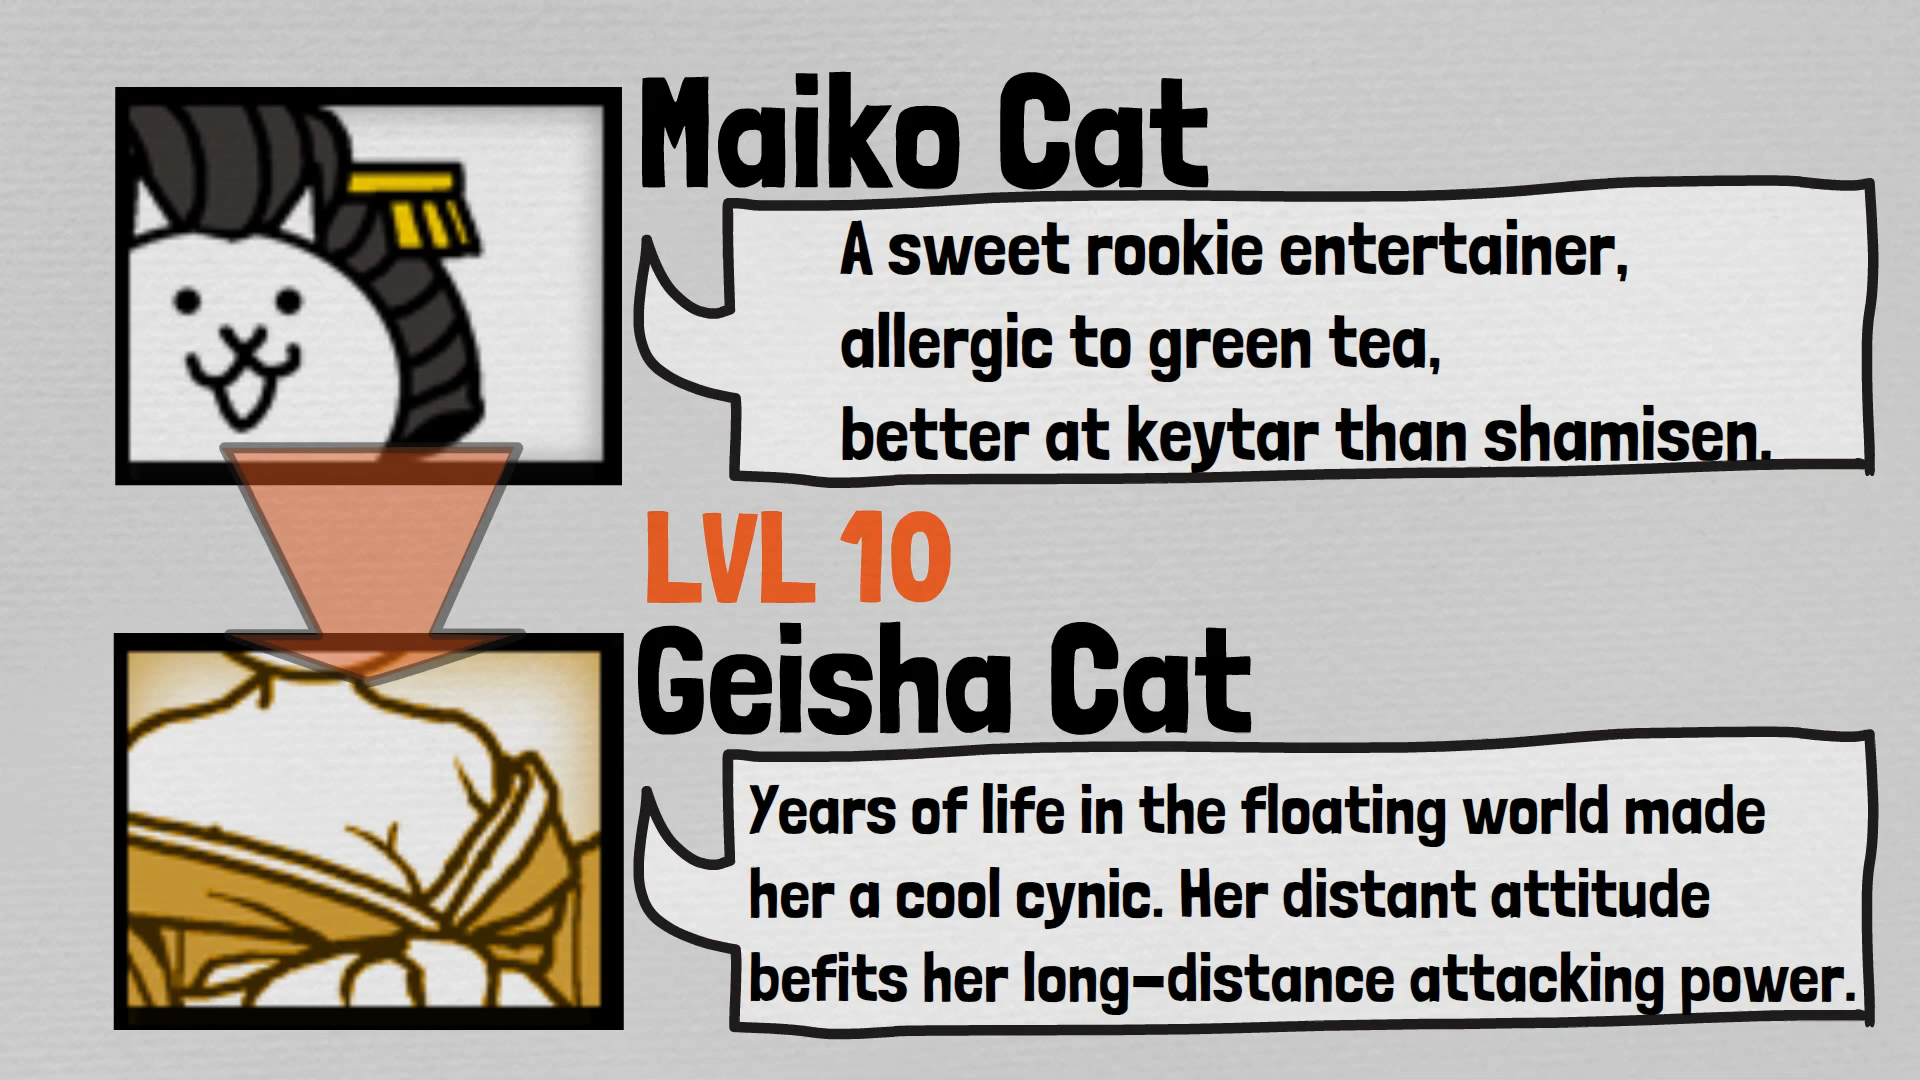 Maiko Cat
A sweet rookie entertainer,
allergic to green tea,
better at keytar than shamisen.
LVL 10
Geisha Cat
Years of life in the floating world made
her a cool cynic. Her distant attitude
befits her long-distance attacking power.